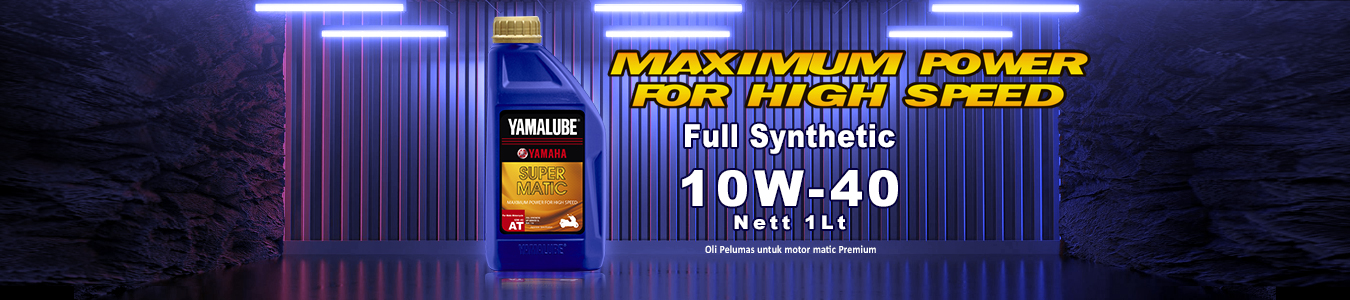 YAMALUBE
YAMAHA
SUPER
MATIC
MAXIMUM POWER FOR HIGH SPEED
AT
YAMALUBE
MAXIMUM POWER
FOR HIGH SPEED
Full Synthetic
10W-40
Nett 1Lt
Oli Pelumas untuk motor matic Premium